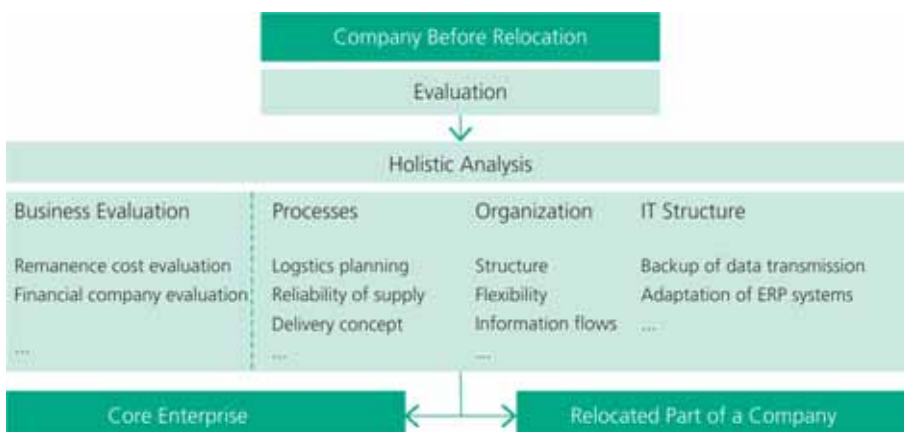 Company Before Relocation
Evaluation
Holistic Analysis
Business Evaluation
Remanence cost evaluation
Financial company evaluation
...
Processes
Logstics planning
Reliability of supply
Delivery concept
...
Organization
Structure
Flexibility
Information flows
...
IT Structure
Backup of data transmission
Adaptation of ERP systems
...
Core Enterprise
Relocated Part of a Company